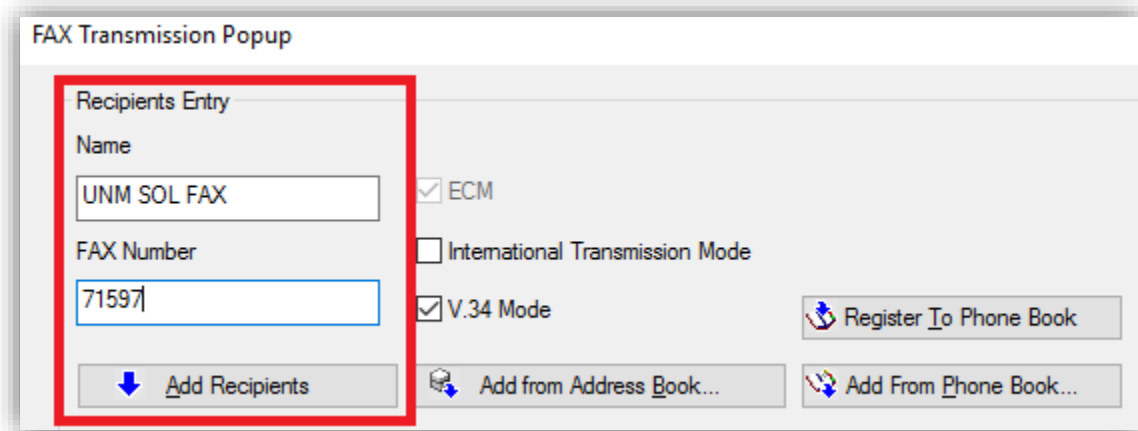 FAX Transmission Popup
Recipients Entry
Name
UNM SOL FAX
ECM
FAX Number
International Transmission Mode
71597
V.34 Mode
Register To Phone Book
Add Recipients
Add from Address Book...
Add From Phone Book...